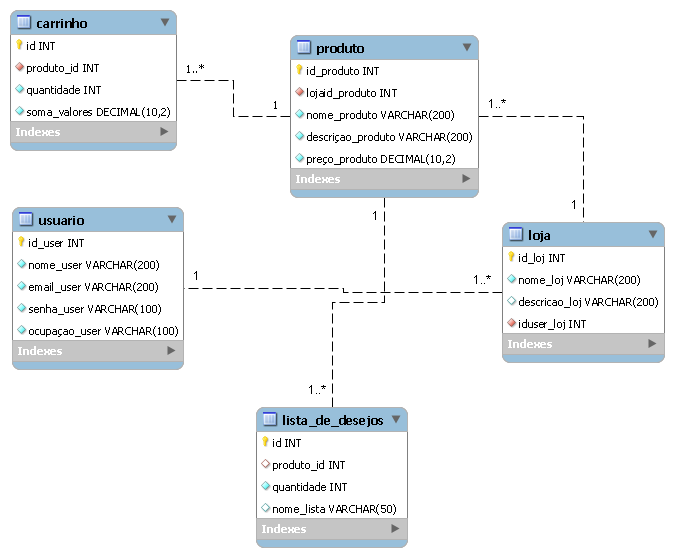 carrinho
id INT
produto_id INT
quantidade INT
soma_valores DECIMAL(10,2)
Indexes
1..*
1
produto
id_produto INT
lojaid_produto INT
nome_produto VARCHAR(200)
descriçao_produto VARCHAR(200)
preço_produto DECIMAL(10,2)
Indexes
1..*
1
1
usuario
id_user INT
nome_user VARCHAR(200)
email_user VARCHAR(200)
senha_user VARCHAR(100)
ocupaçao_user VARCHAR(100)
Indexes
1
1..*
loja
id_loj INT
nome_loj VARCHAR(200)
descricao_loj VARCHAR(200)
iduser_loj INT
Indexes
1..*
lista_de_desejos
id INT
produto_id INT
quantidade INT
nome_lista VARCHAR(50)
Indexes